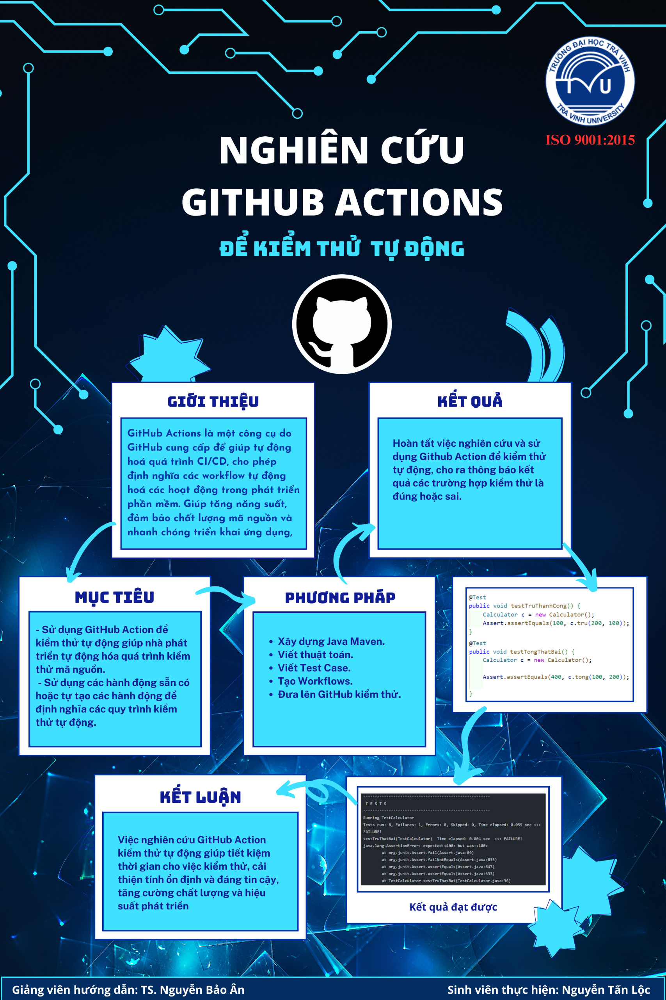 TRƯỜNG ĐẠI HỌC TRÀ VINH
TVU
TRA VINH UNIVERSITY
ISO 9001:2015
NGHIÊN CỨU
GITHUB ACTIONS
ĐỂ KIỂM THỬ TỰ ĐỘNG
GIỚI THIỆU
GitHub Actions là một công cụ do
GitHub cung cấp để giúp tự động
hoá quá trình CI/CD, cho phép
định nghĩa các workflow tự động
hoá các hoạt động trong phát triển
phần mềm. Giúp tăng năng suất,
đảm bảo chất lượng mã nguồn và
nhanh chóng triển khai ứng dụng,
MỤC TIÊU
- Sử dụng GitHub Action để
kiểm thử tự động giúp nhà phát
triển tự động hóa quá trình kiểm
thử mã nguồn.
- Sử dụng các hành động sẵn có
hoặc tự tạo các hành động để
định nghĩa các quy trình kiểm
thử tự động.
PHƯƠNG PHÁP
• Xây dựng Java Maven.
• Viết thuật toán.
• Viết Test Case.
• Tạo Workflows.
• Đưa lên GitHub kiểm thử.
KẾT QUẢ
Hoàn tất việc nghiên cứu và sử
dụng Github Action để kiểm thử
tự động, cho ra thông báo kết
quả các trường hợp kiểm thử là
đúng hoặc sai.
@Test
public void testTruThanhCong() {
Calculator c = new Calculator();
Assert.assertEquals(100, c.tru(200, 100));
}
@Test
public void testTongThatBai() {
Calculator c = new Calculator();
Assert.assertEquals(400, c.tong(100, 200));
}
-------------------------------------------------------
T E S T S
-------------------------------------------------------
Running TestCalculator
Tests run: 8, Failures: 1, Errors: 0, Skipped: 0, Time elapsed: 0.055 sec <<<
FAILURE!
testTruThatBai(TestCalculator) Time elapsed: 0.004 sec <<< FAILURE!
java.lang.AssertionError: expected:<400> but was:<100>
at org.junit.Assert.fail(Assert.java:89)
at org.junit.Assert.failNotEquals(Assert.java:835)
at org.junit.Assert.assertEquals(Assert.java:647)
at org.junit.Assert.assertEquals(Assert.java:633)
at TestCalculator.testTruThatBai(TestCalculator.java:36)
Kết quả đạt được
KẾT LUẬN
Việc nghiên cứu GitHub Action
kiểm thử tự động giúp tiết kiệm
thời gian cho việc kiểm thử, cải
thiện tính ổn định và đáng tin cậy,
tăng cường chất lượng và hiệu
suất phát triển
Giảng viên hướng dẫn: TS. Nguyễn Bảo Ân
Sinh viên thực hiện: Nguyễn Tấn Lộc